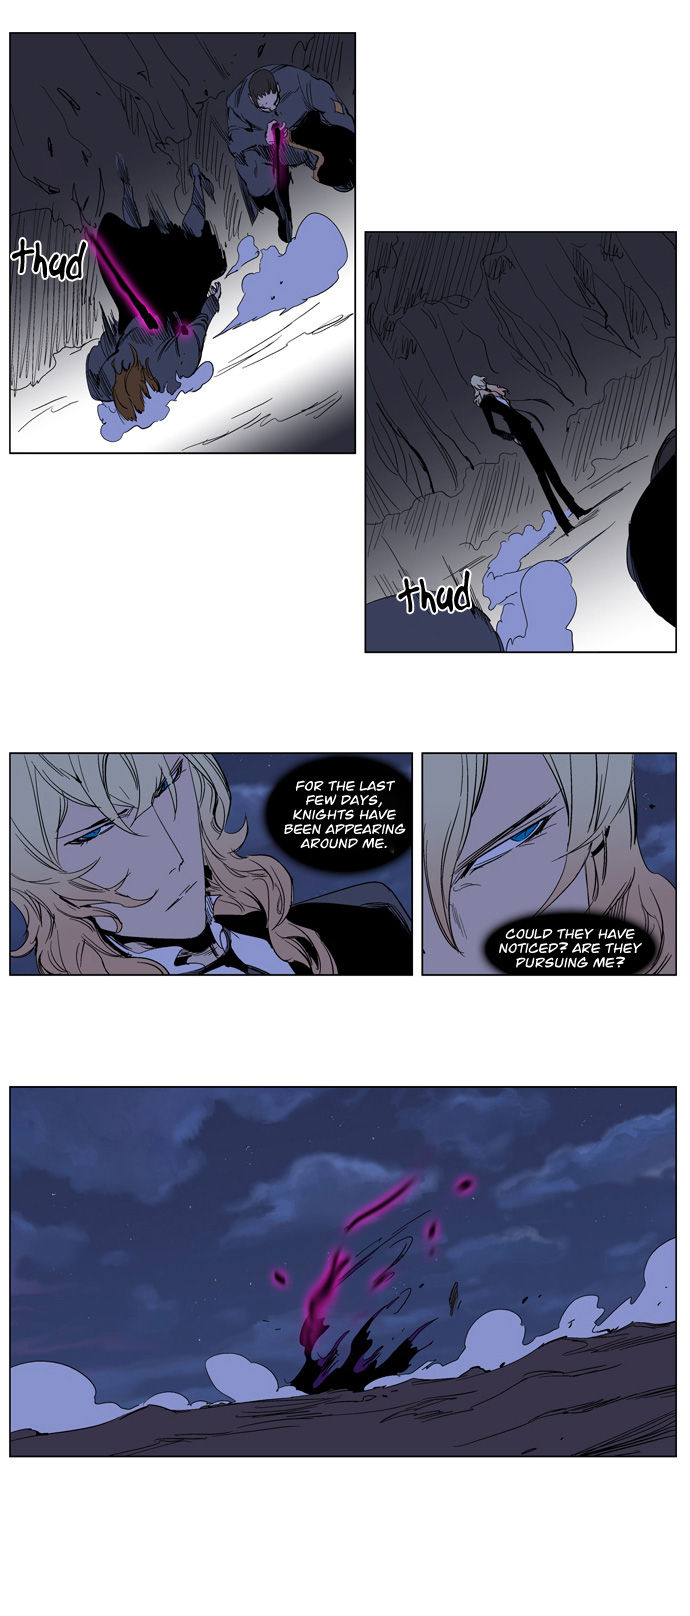 thud
thud
FOR THE LAST
FEW DAYS,
KNIGHTS HAVE
BEEN APPEARING
AROUND ME.
COULD THEY HAVE
NOTICED? ARE THEY
PURSUING ME?